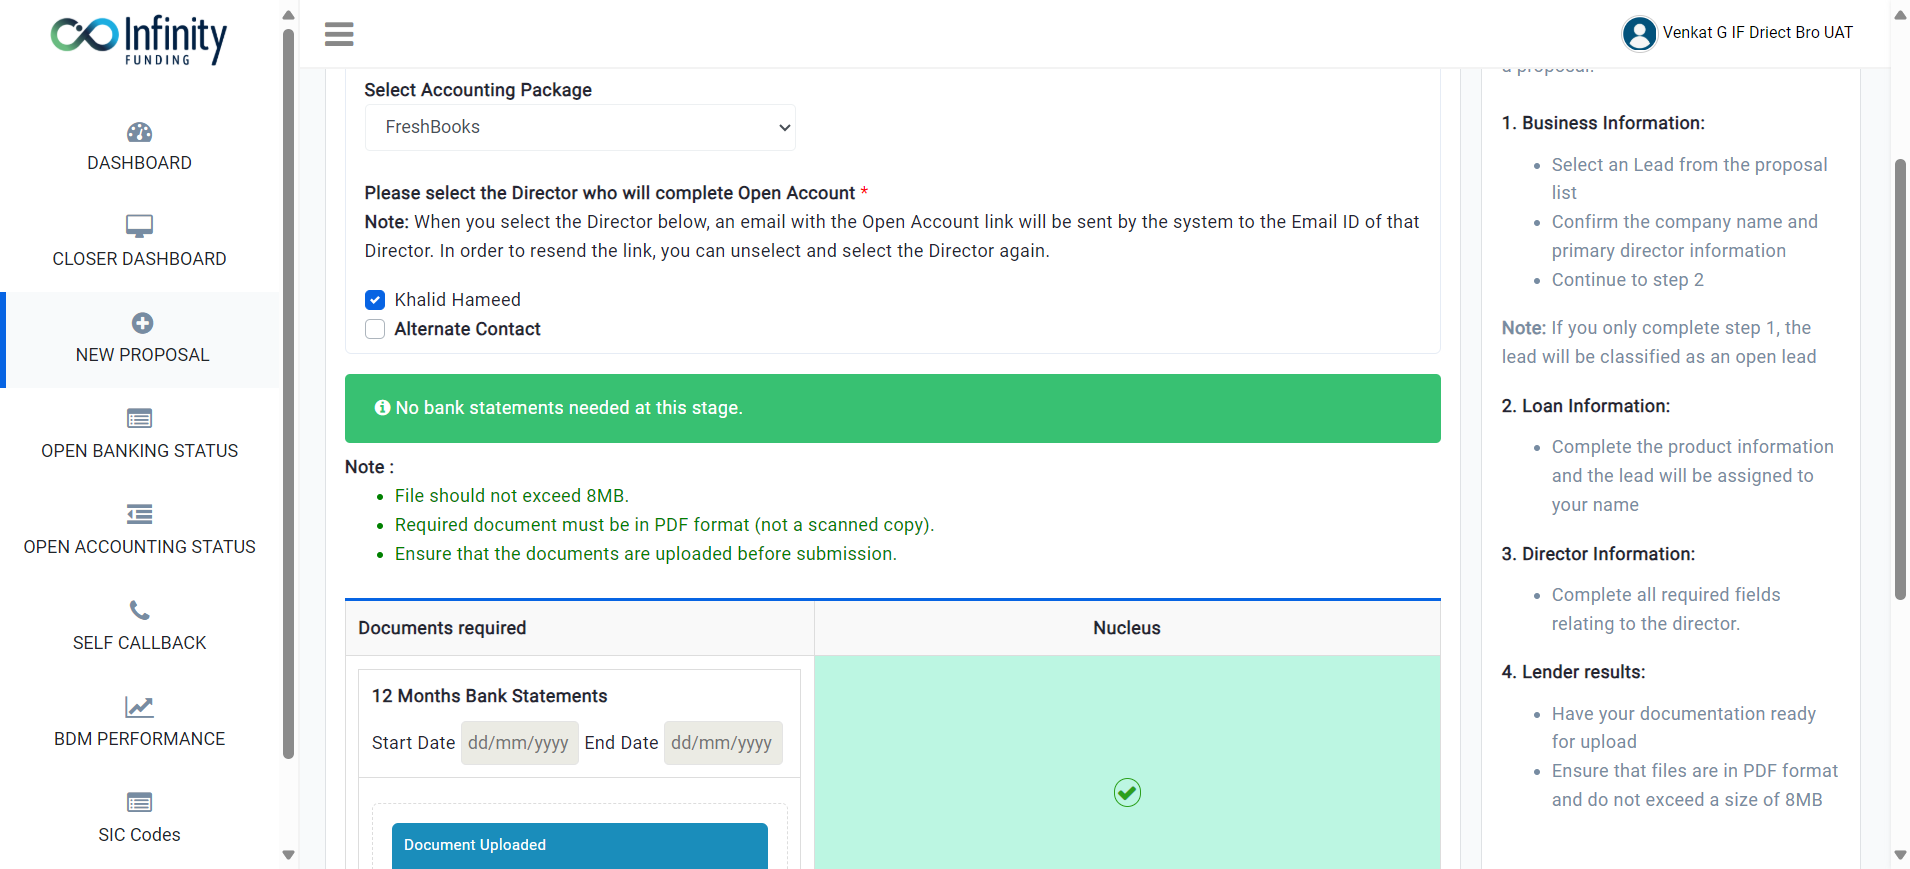 Infinity
FUNDING
DASHBOARD
CLOSER DASHBOARD
NEW PROPOSAL
OPEN BANKING STATUS
OPEN ACCOUNTING STATUS
SELF CALLBACK
BDM PERFORMANCE
SIC Codes
Venkat G IF Driect Bro UAT
Select Accounting Package
FreshBooks
Please select the Director who will complete Open Account *
Note: When you select the Director below, an email with the Open Account link will be sent by the system to the Email ID of that
Director. In order to resend the link, you can unselect and select the Director again.
Khalid Hameed
Alternate Contact
No bank statements needed at this stage.
Note :
File should not exceed 8MB.
Required document must be in PDF format (not a scanned copy).
Ensure that the documents are uploaded before submission.
Documents required
Nucleus
12 Months Bank Statements
Start Date dd/mm/yyyy End Date dd/mm/yyyy
Document Uploaded
a proposal.
1. Business Information:
Select an Lead from the proposal
list
Confirm the company name and
primary director information
Continue to step 2
Note: If you only complete step 1, the
lead will be classified as an open lead
2. Loan Information:
Complete the product information
and the lead will be assigned to
your name
3. Director Information:
Complete all required fields
relating to the director.
4. Lender results:
Have your documentation ready
for upload
Ensure that files are in PDF format
and do not exceed a size of 8MB